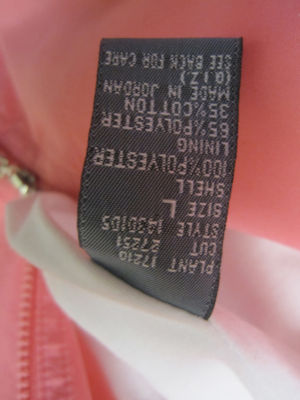 PLANT 17210
CUT 27251
STYLE 1A3D1D5
SIZE L
SHELL
100%POLYESTER
LINING
65%POLYESTER
35%COTTON
MADE IN JORDAN
(Q.I.Z)
SEE BACK FOR CARE